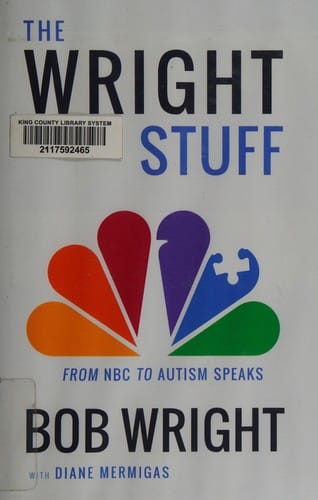 THE
WRIGHT
KING COUNTY LIBRARY SYSTEM
2117592465
STUFF
FROM NBC TO AUTISM SPEAKS
BOB WRIGHT
WITH DIANE MERMIGAS